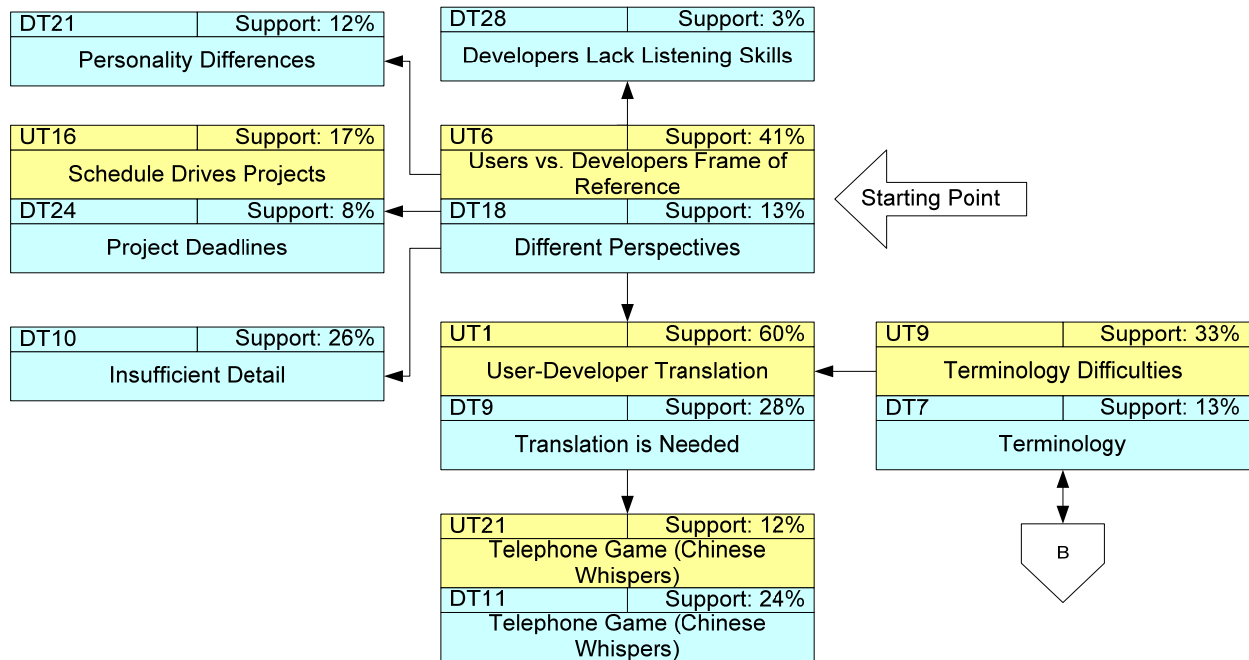 DT21 Support: 12%
Personality Differences
DT28 Support: 3%
Developers Lack Listening Skills
UT16 Support: 17%
Schedule Drives Projects
DT24 Support: 8%
Project Deadlines
UT6 Support: 41%
Users vs. Developers Frame of
Reference
DT18 Support: 13%
Different Perspectives
Starting Point
DT10 Support: 26%
Insufficient Detail
UT1 Support: 60%
User-Developer Translation
DT9 Support: 28%
Translation is Needed
UT9 Support: 33%
Terminology Difficulties
DT7 Support: 13%
Terminology
UT21 Support: 12%
Telephone Game (Chinese
Whispers)
DT11 Support: 24%
Telephone Game (Chinese
Whispers)
B